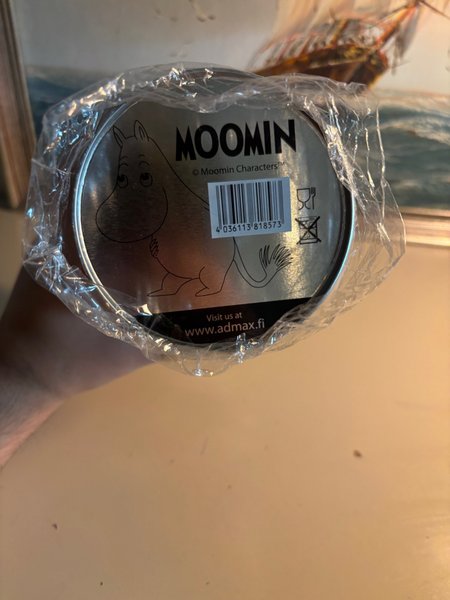 MOOMIN
© Moomin Characters™
4 036113 818573
Visit us at
www.admax.fi